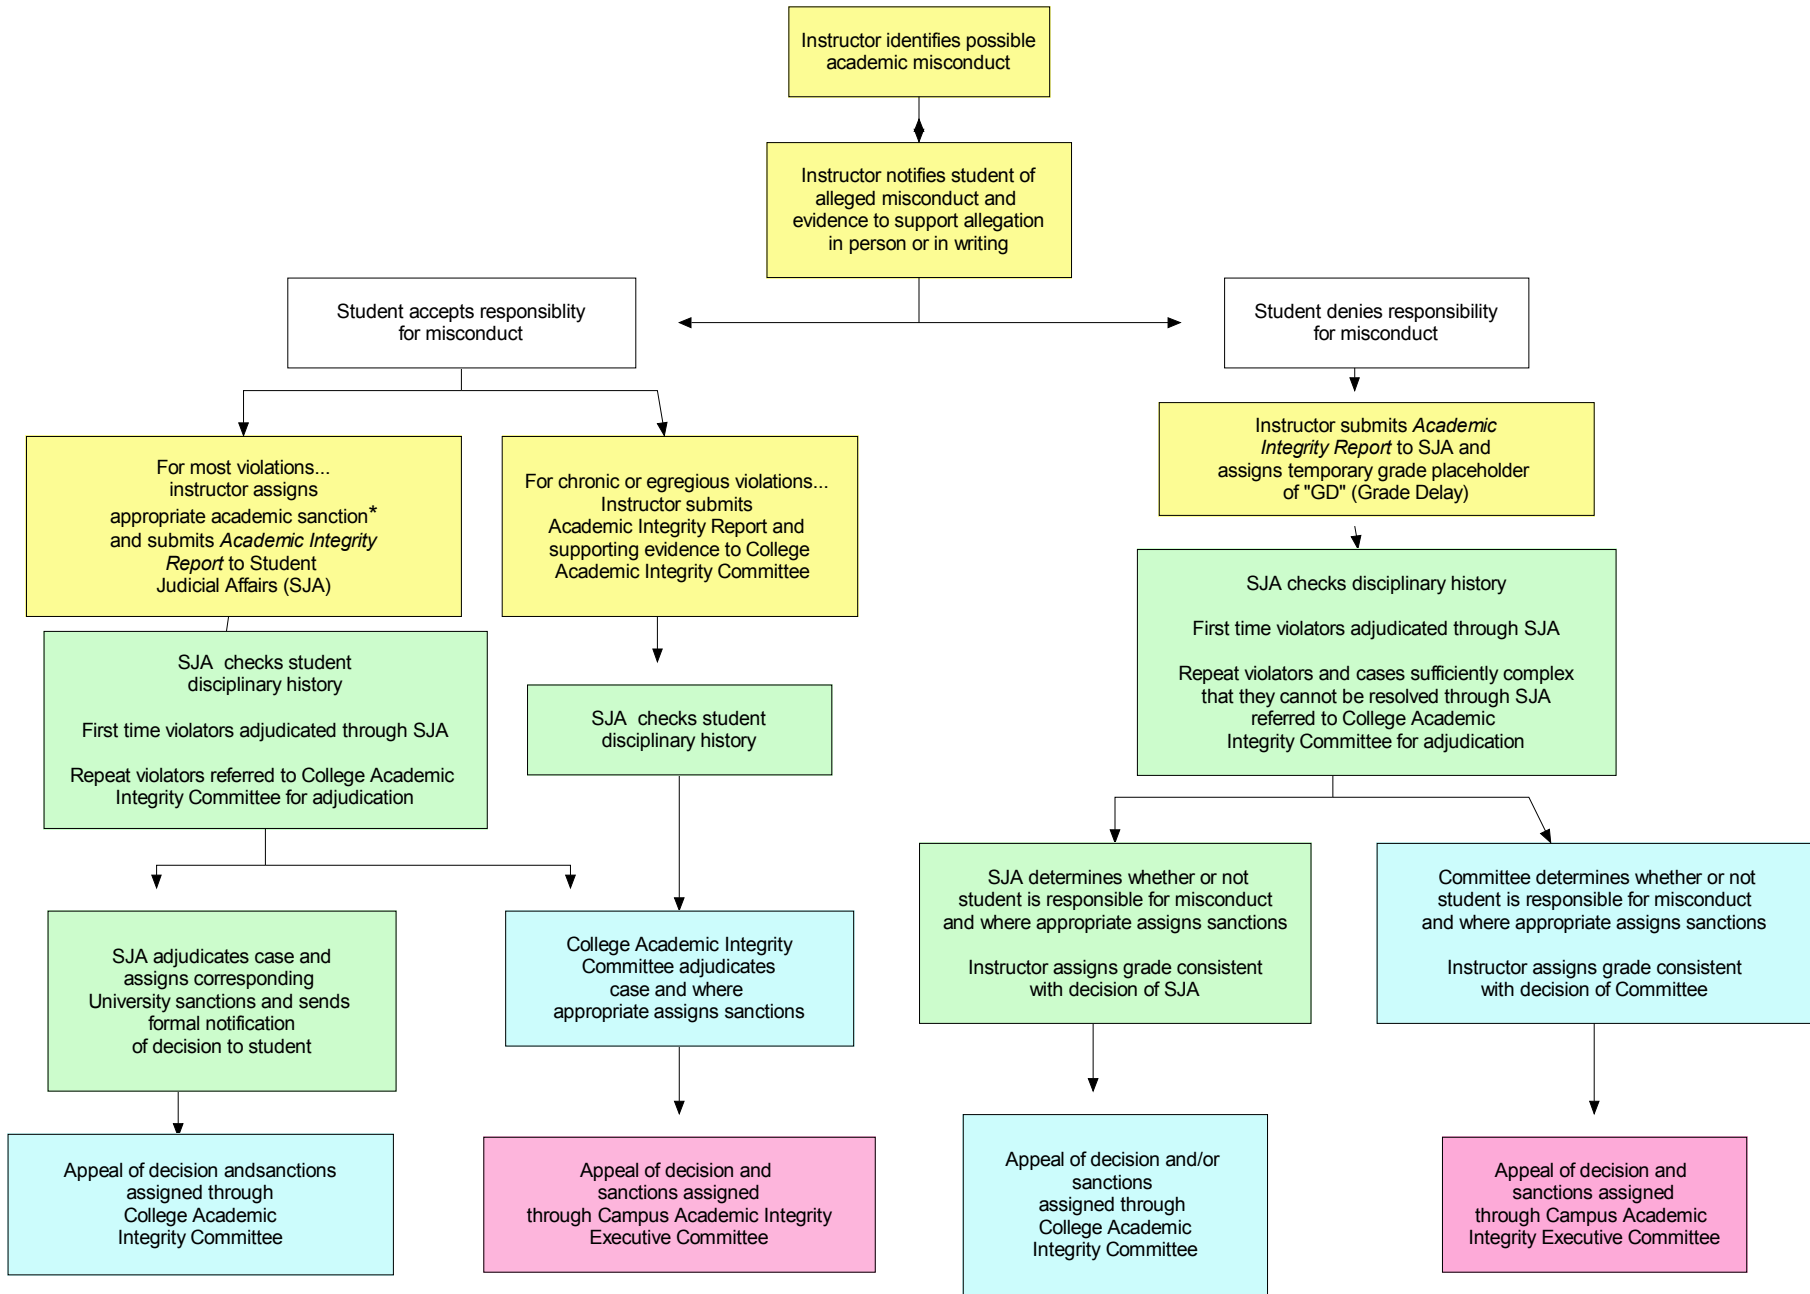 Instructor identifies possible
academic misconduct
Instructor notifies student of
alleged misconduct and
evidence to support allegation
in person or in writing
Student accepts responsiblity
for misconduct
Student denies responsibility
for misconduct
For most violations...
instructor assigns
appropriate academic sanction*
and submits Academic Integrity
Report to Student
Judicial Affairs (SJA)
For chronic or egregious violations...
Instructor submits
Academic Integrity Report and
supporting evidence to College
Academic Integrity Committee
Instructor submits Academic
Integrity Report to SJA and
assigns temporary grade placeholder
of "GD" (Grade Delay)
SJA checks student
disciplinary history
First time violators adjudicated through SJA
Repeat violators referred to College Academic
Integrity Committee for adjudication
SJA checks student
disciplinary history
SJA checks disciplinary history
First time violators adjudicated through SJA
Repeat violators and cases sufficiently complex
that they cannot be resolved through SJA
referred to College Academic
Integrity Committee for adjudication
SJA adjudicates case and
assigns corresponding
University sanctions and sends
formal notification
of decision to student
College Academic Integrity
Committee adjudicates
case and where
appropriate assigns sanctions
SJA determines whether or not
student is responsible for misconduct
and where appropriate assigns sanctions
Instructor assigns grade consistent
with decision of SJA
Committee determines whether or not
student is responsible for misconduct
and where appropriate assigns sanctions
Instructor assigns grade consistent
with decision of Committee
Appeal of decision andsanctions
assigned through
College Academic
Integrity Committee
Appeal of decision and
sanctions assigned
through Campus Academic Integrity
Executive Committee
Appeal of decision and/or
sanctions
assigned through
College Academic
Integrity Committee
Appeal of decision and
sanctions assigned
through Campus Academic
Integrity Executive Committee